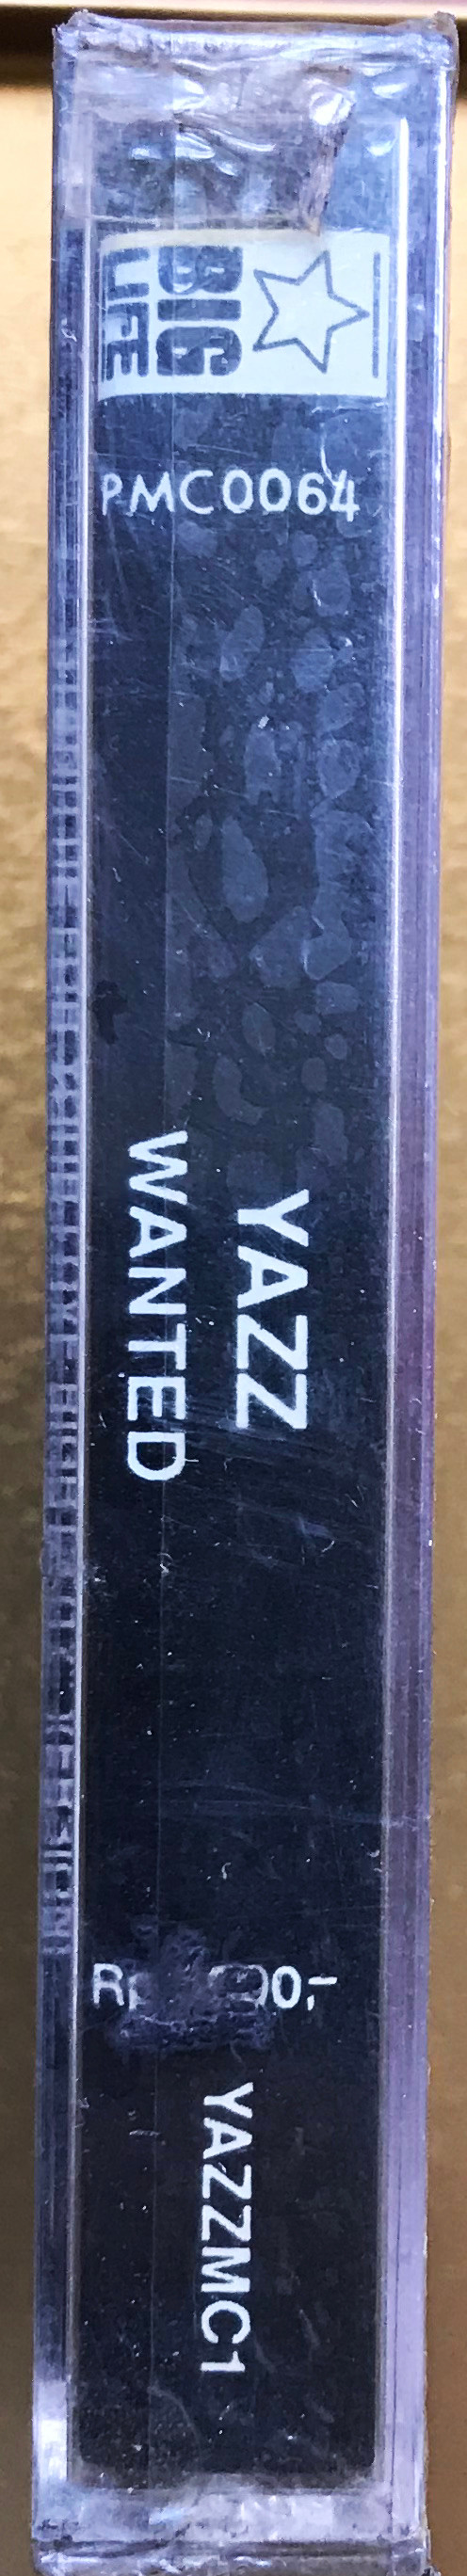 BIG
LIFE
PMC0064
YAZZ
WANTED
YAZZMC1